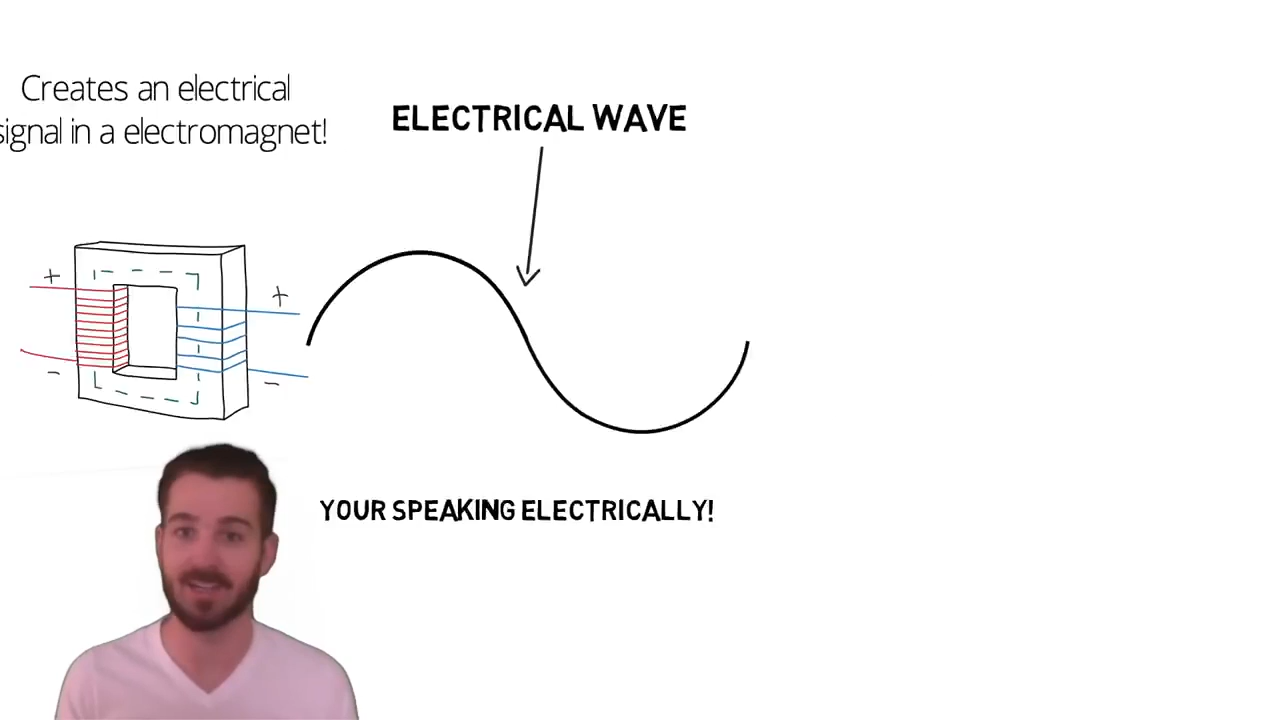 Creates an electrical
signal in a electromagnet!
ELECTRICAL WAVE
+
+
-
-
YOUR SPEAKING ELECTRICALLY!